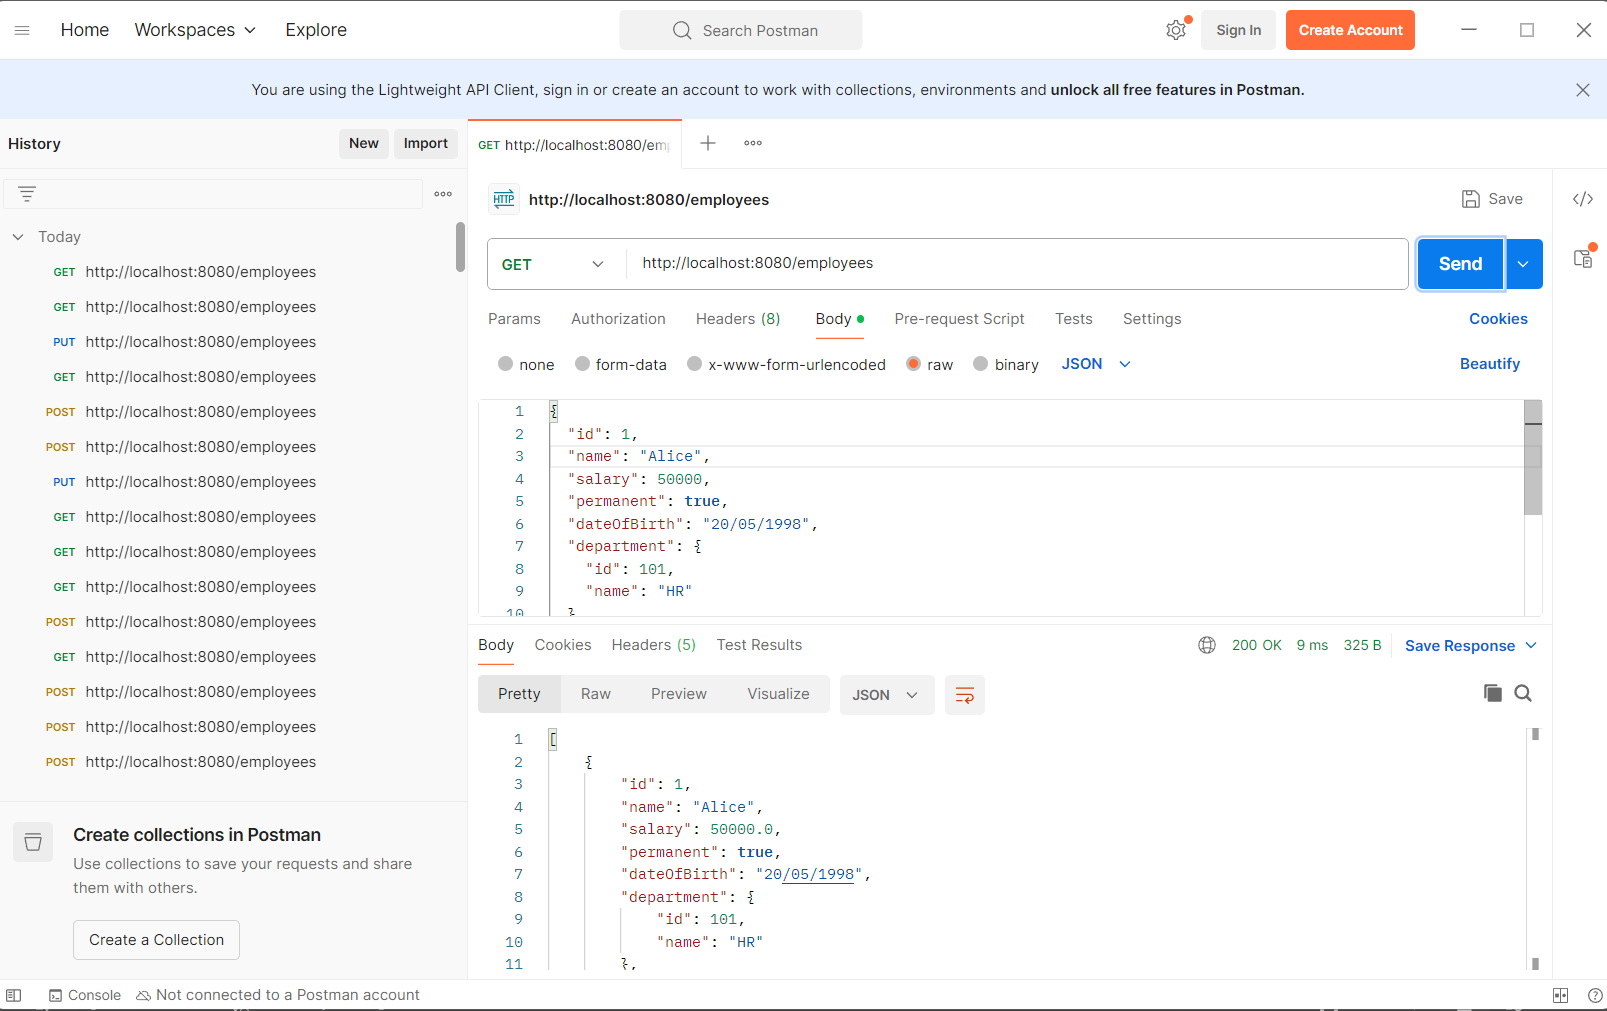 Home Workspaces Explore Search Postman Sign In Create Account
You are using the Lightweight API Client, sign in or create an account to work with collections, environments and unlock all free features in Postman.
History New Import
Today
GET http://localhost:8080/employees
GET http://localhost:8080/employees
PUT http://localhost:8080/employees
GET http://localhost:8080/employees
POST http://localhost:8080/employees
POST http://localhost:8080/employees
PUT http://localhost:8080/employees
GET http://localhost:8080/employees
GET http://localhost:8080/employees
GET http://localhost:8080/employees
POST http://localhost:8080/employees
GET http://localhost:8080/employees
POST http://localhost:8080/employees
POST http://localhost:8080/employees
POST http://localhost:8080/employees
Create collections in Postman
Use collections to save your requests and share
them with others.
Create a Collection
GET http://localhost:8080/em
HTTP http://localhost:8080/employees Save
GET http://localhost:8080/employees Send
Params Authorization Headers (8) Body Pre-request Script Tests Settings Cookies
none form-data x-www-form-urlencoded raw binary JSON Beautify
1 {
2 "id": 1,
3 "name": "Alice",
4 "salary": 50000,
5 "permanent": true,
6 "dateOfBirth": "20/05/1998",
7 "department": {
8 "id": 101,
9 "name": "HR"
10 }
Body Cookies Headers (5) Test Results 200 OK 9 ms 325 B Save Response
Pretty Raw Preview Visualize JSON
1 [
2 {
3 "id": 1,
4 "name": "Alice",
5 "salary": 50000.0,
6 "permanent": true,
7 "dateOfBirth": "20/05/1998",
8 "department": {
9 "id": 101,
10 "name": "HR"
11 },
Console Not connected to a Postman account